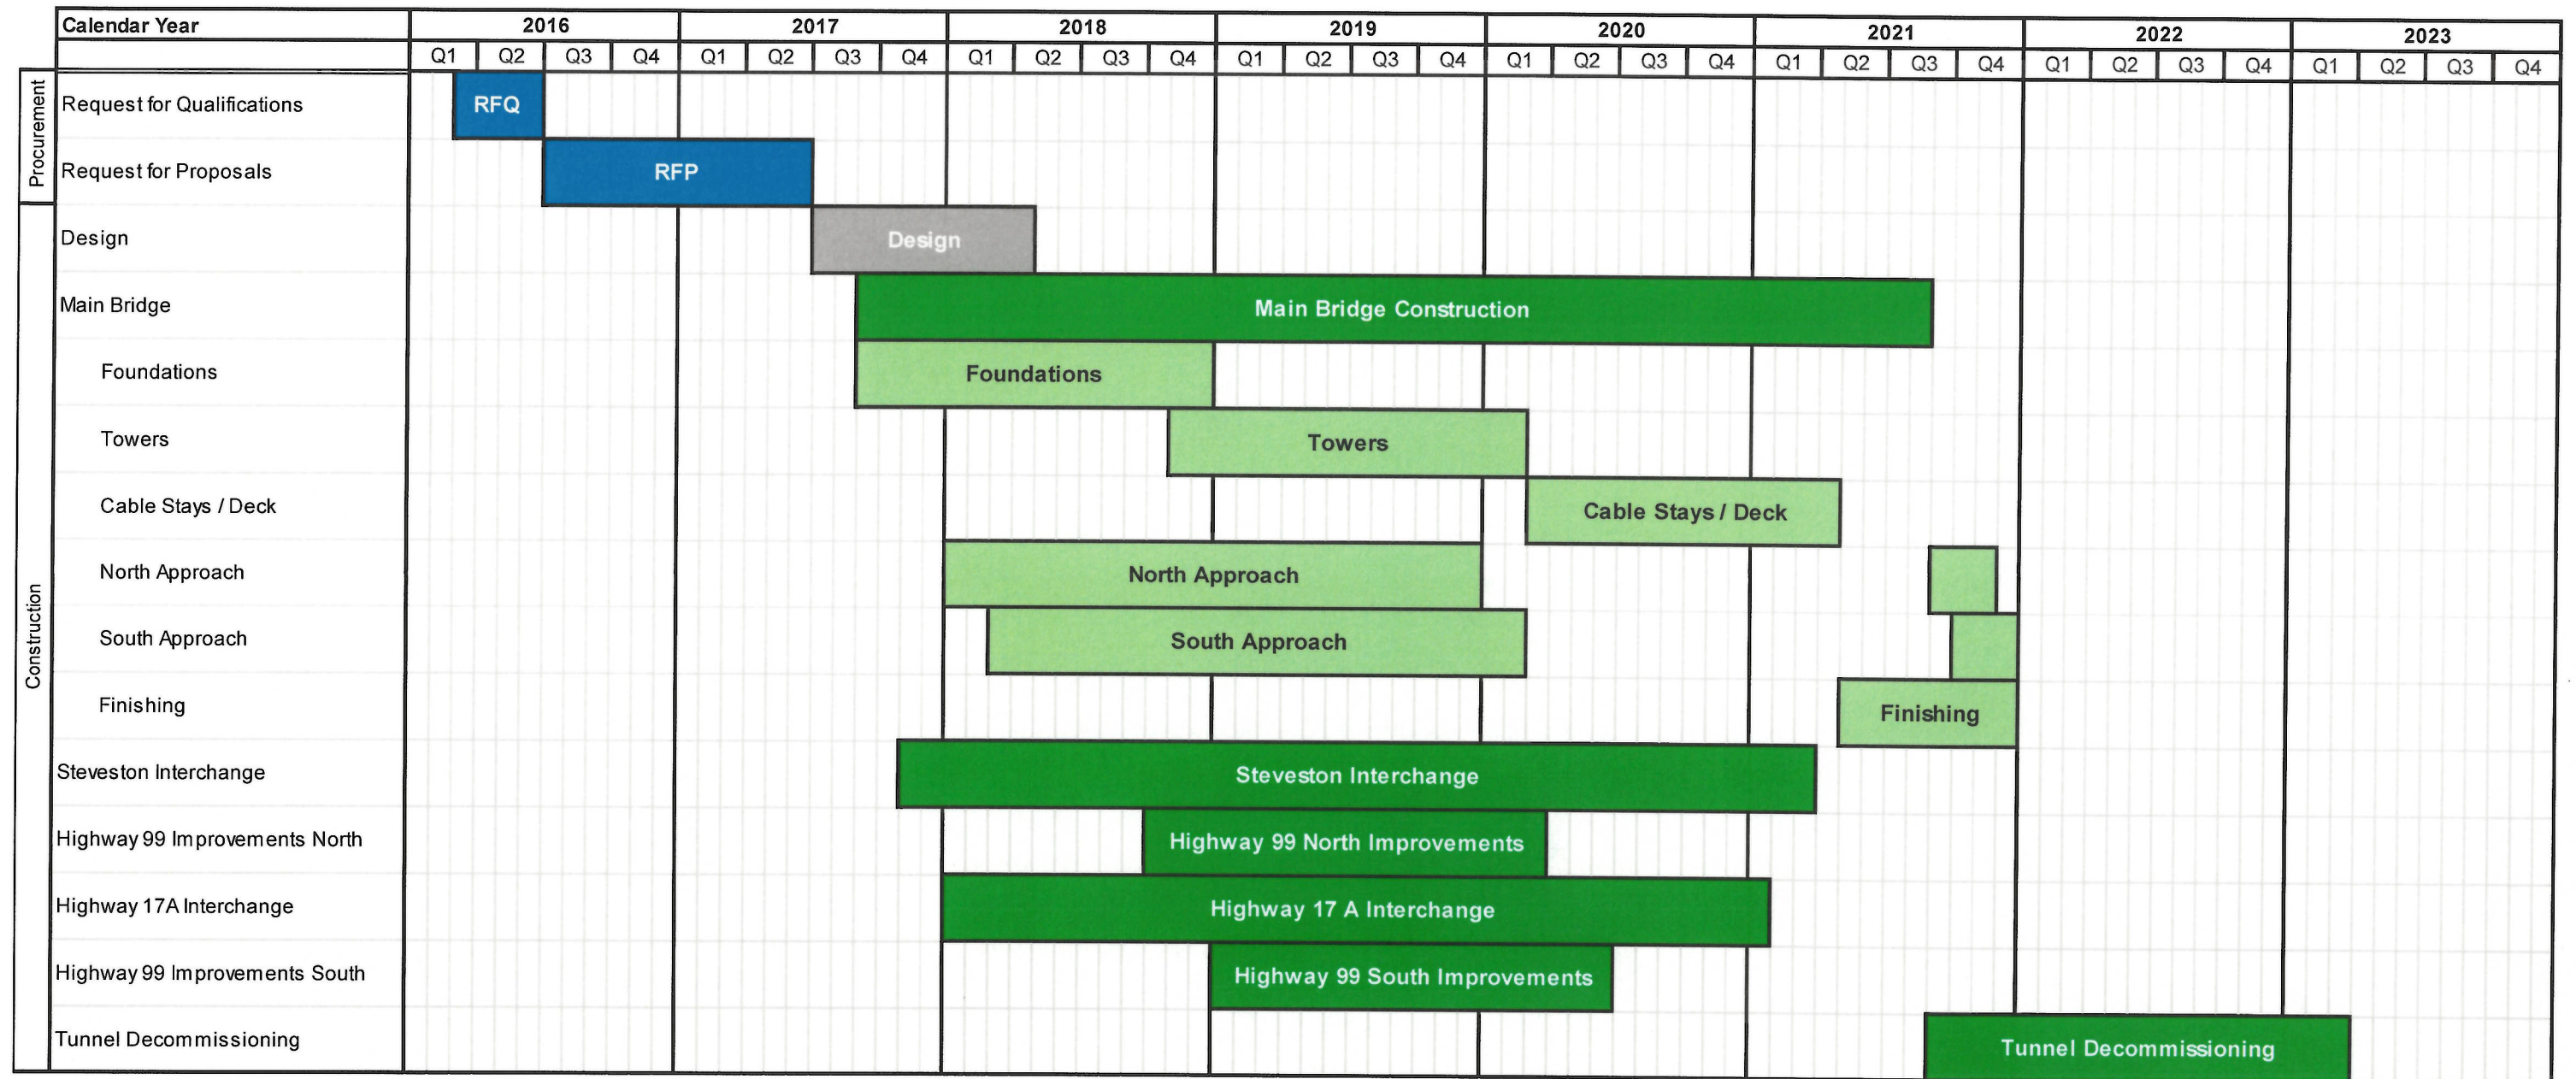 Calendar Year 2016 2017 2018 2019 2020 2021 2022 2023
Q1 Q2 Q3 Q4 Q1 Q2 Q3 Q4 Q1 Q2 Q3 Q4 Q1 Q2 Q3 Q4 Q1 Q2 Q3 Q4 Q1 Q2 Q3 Q4 Q1 Q2 Q3 Q4 Q1 Q2 Q3 Q4
Procurement
Request for Qualifications RFQ
Request for Proposals RFP
Construction
Design Design
Main Bridge Main Bridge Construction
Foundations Foundations
Towers Towers
Cable Stays / Deck Cable Stays / Deck
North Approach North Approach
South Approach South Approach
Finishing Finishing
Steveston Interchange Steveston Interchange
Highway 99 Improvements North Highway 99 North Improvements
Highway 17A Interchange Highway 17 A Interchange
Highway 99 Improvements South Highway 99 South Improvements
Tunnel Decommissioning Tunnel Decommissioning